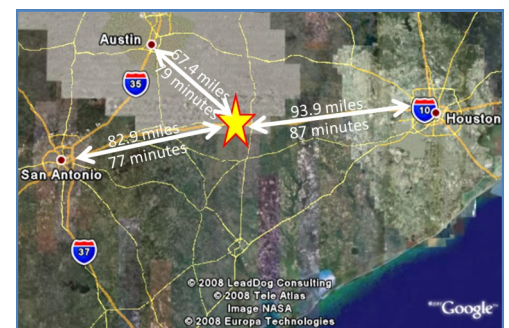 Austin
35
67.4 miles
79 minutes
93.9 miles
87 minutes
10
Houston
82.9 miles
77 minutes
San Antonio
37
© 2008 LeadDog Consulting
© 2008 Tele Atlas
Image NASA
© 2008 Europa Technologies
Google